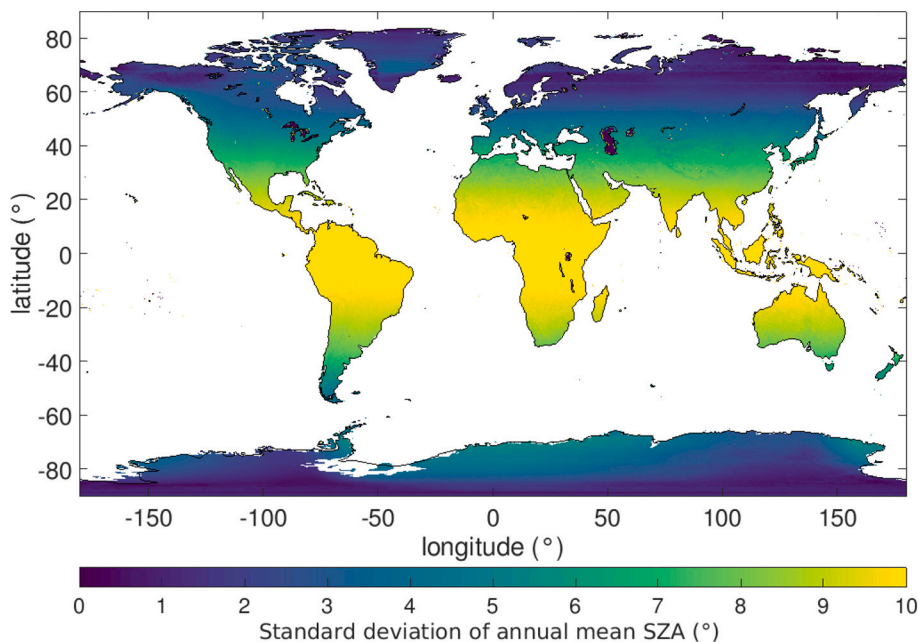 80
60
40
20
0
-20
-40
-60
-80
latitude (°)
-150 -100 -50 0 50 100 150
longitude (°)
0 1 2 3 4 5 6 7 8 9 10
Standard deviation of annual mean SZA (°)